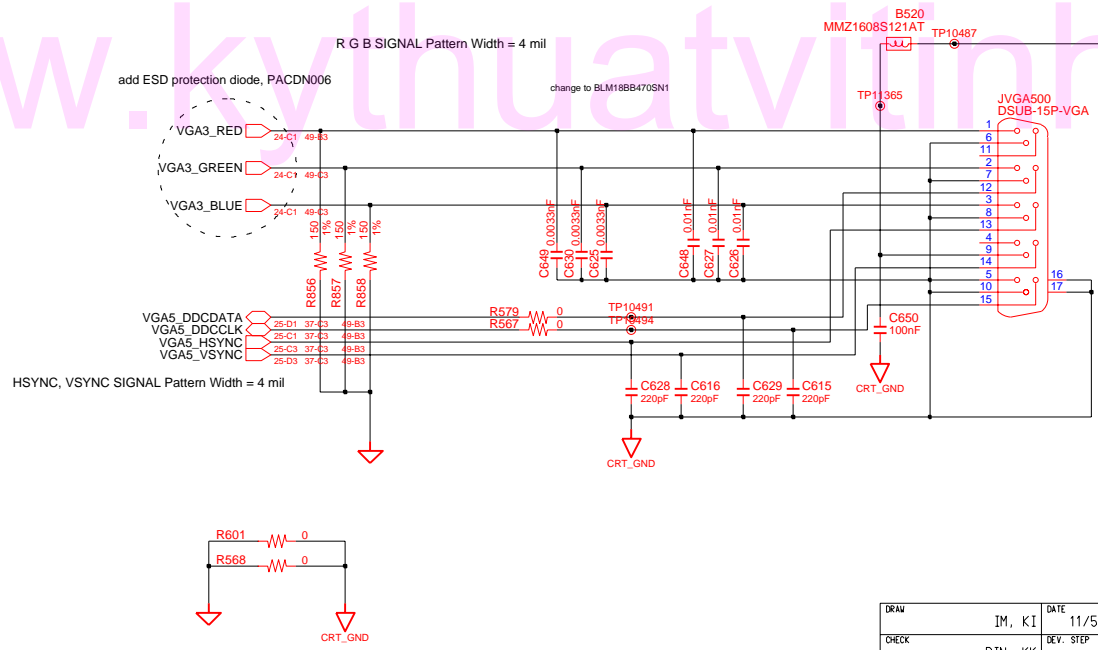 w.kythuatvitinh
B520
MMZ1608S121AT
TP10487
R G B SIGNAL Pattern Width = 4 mil
add ESD protection diode, PACDN006
change to BLM18BB470SN1
TP11365
JVGA500
DSUB-15P-VGA
VGA3_RED
24-C1 49-B3
VGA3_GREEN
24-C1 49-C3
VGA3_BLUE
24-C1 49-C3
1
6
11
2
7
12
3
8
13
4
9
14
5
10
15
16
17
150 1%
150 1%
150 1%
R856
R857
R858
C649 0.0033nF
C630 0.0033nF
C625 0.0033nF
C648 0.01nF
C627 0.01nF
C626 0.01nF
VGA5_DDCDATA
25-D1 37-C3 49-B3
VGA5_DDCCLK
25-C1 37-C3 49-B3
VGA5_HSYNC
25-C3 37-C3 49-B3
VGA5_VSYNC
25-D3 37-C3 49-B3
R579 0
R567 0
TP10491
TP10494
C650
100nF
CRT_GND
HSYNC, VSYNC SIGNAL Pattern Width = 4 mil
C628
220pF
C616
220pF
C629
220pF
C615
220pF
CRT_GND
R601 0
R568 0
CRT_GND
DRAW
IM, KI
DATE
11/5
CHECK
DEV. STEP